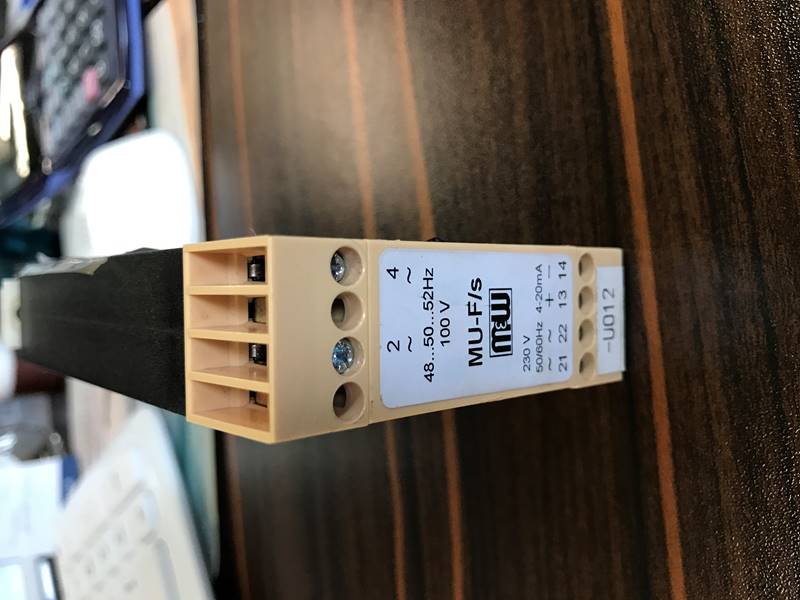 2 4
~ ~
48...50...52Hz
100 V
MU-F/s
M&W
230 V
50/60Hz 4-20mA
~ ~ + −
21 22 13 14
-U012